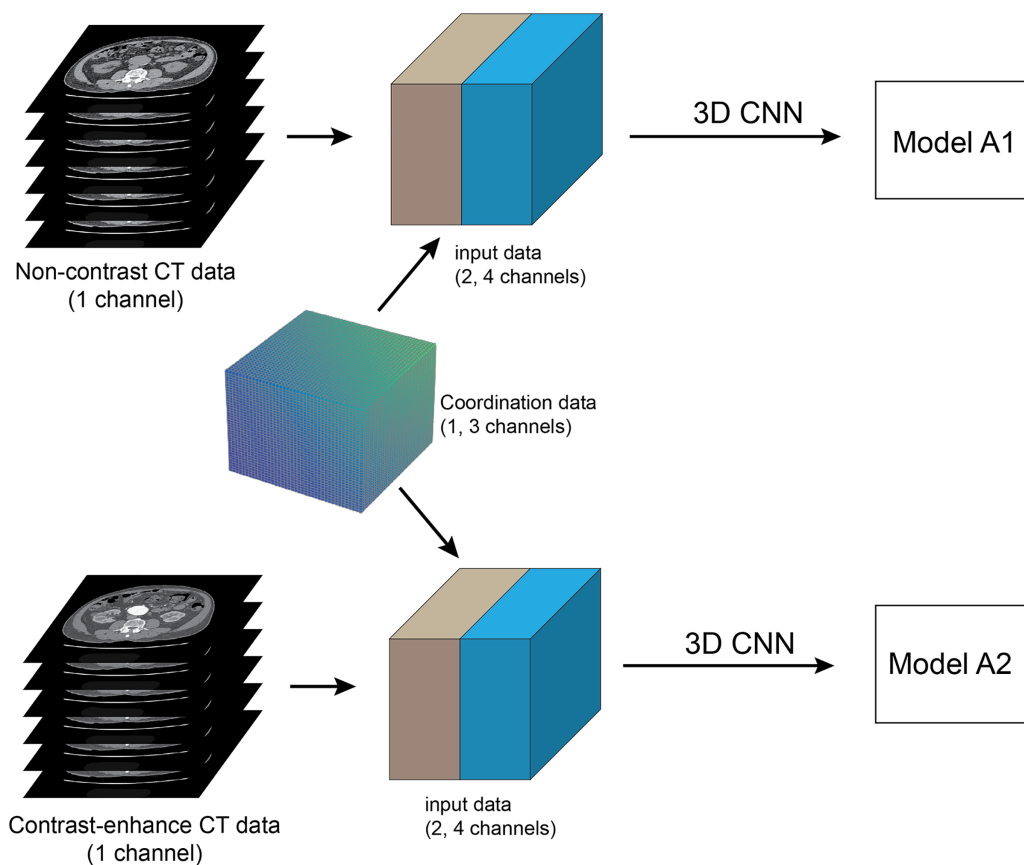 3D CNN
Model A1
Non-contrast CT data
(1 channel)
input data
(2, 4 channels)
Coordination data
(1, 3 channels)
3D CNN
Model A2
Contrast-enhance CT data
(1 channel)
input data
(2, 4 channels)